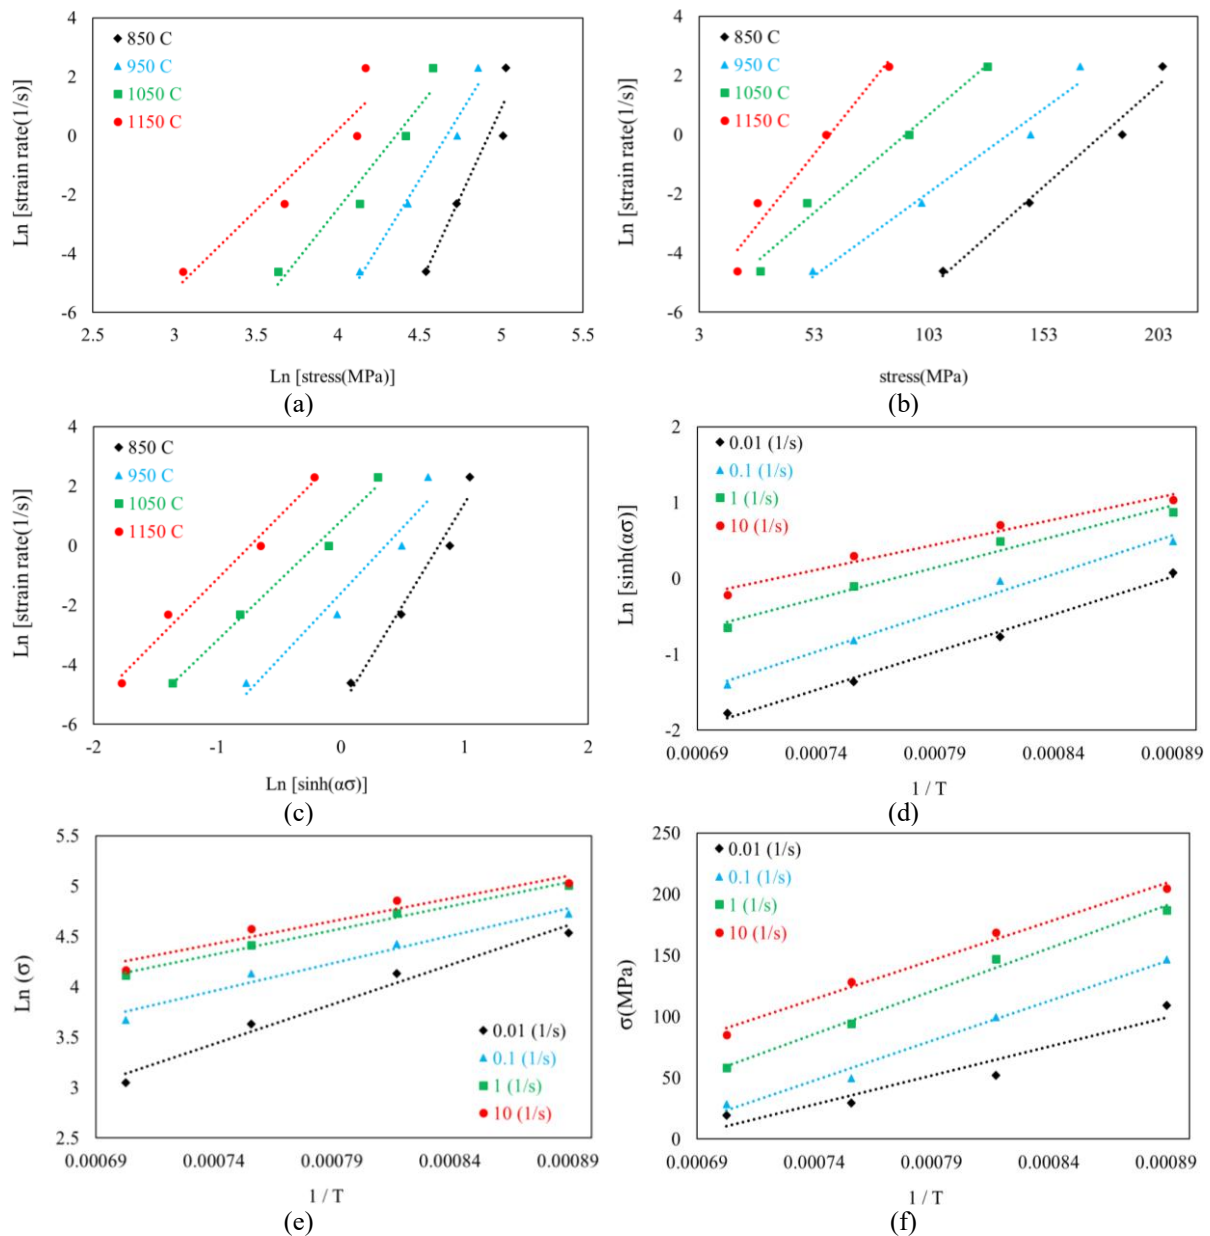 4
2
0
-2
-4
-6
Ln [strain rate(1/s)]
850 C
950 C
1050 C
1150 C
2.5
3
3.5
4
4.5
5
5.5
Ln [stress(MPa)]
(a)
4
2
0
-2
-4
-6
Ln [strain rate(1/s)]
850 C
950 C
1050 C
1150 C
3
53
103
153
203
stress(MPa)
(b)
4
2
0
-2
-4
-6
Ln [strain rate(1/s)]
850 C
950 C
1050 C
1150 C
-2
-1
0
1
2
Ln [sinh(ασ)]
(c)
2
1
0
-1
-2
Ln [sinh(ασ)]
0.01 (1/s)
0.1 (1/s)
1 (1/s)
10 (1/s)
0.00069
0.00074
0.00079
0.00084
0.00089
1 / T
(d)
5.5
5
4.5
4
3.5
3
2.5
Ln (σ)
0.01 (1/s)
0.1 (1/s)
1 (1/s)
10 (1/s)
0.00069
0.00074
0.00079
0.00084
0.00089
1 / T
(e)
250
200
150
100
50
0
σ(MPa)
0.01 (1/s)
0.1 (1/s)
1 (1/s)
10 (1/s)
0.00069
0.00074
0.00079
0.00084
0.00089
1 / T
(f)